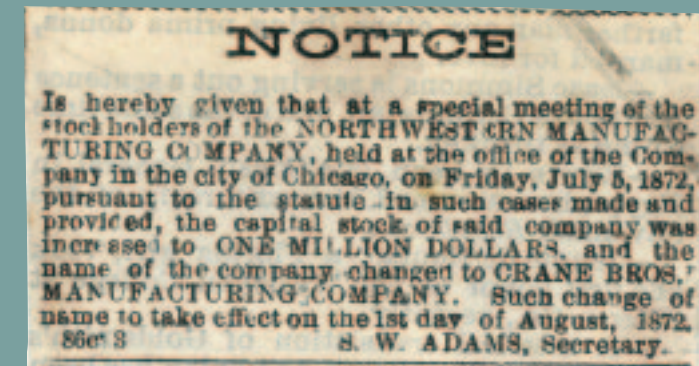 NOTICE
Is hereby given that at a special meeting of the
stockholders of the NORTHWESTERN MANUFAC-
TURING COMPANY, held at the office of the Com-
pany in the city of Chicago, on Friday, July 5, 1872,
pursuant to the statute in such cases made and
provided, the capital stock of said company was
increased to ONE MILLION DOLLARS, and the
name of the company changed to CRANE BROS.
MANUFACTURING COMPANY. Such change of
name to take effect on the 1st day of August, 1872.
S. W. ADAMS, Secretary.